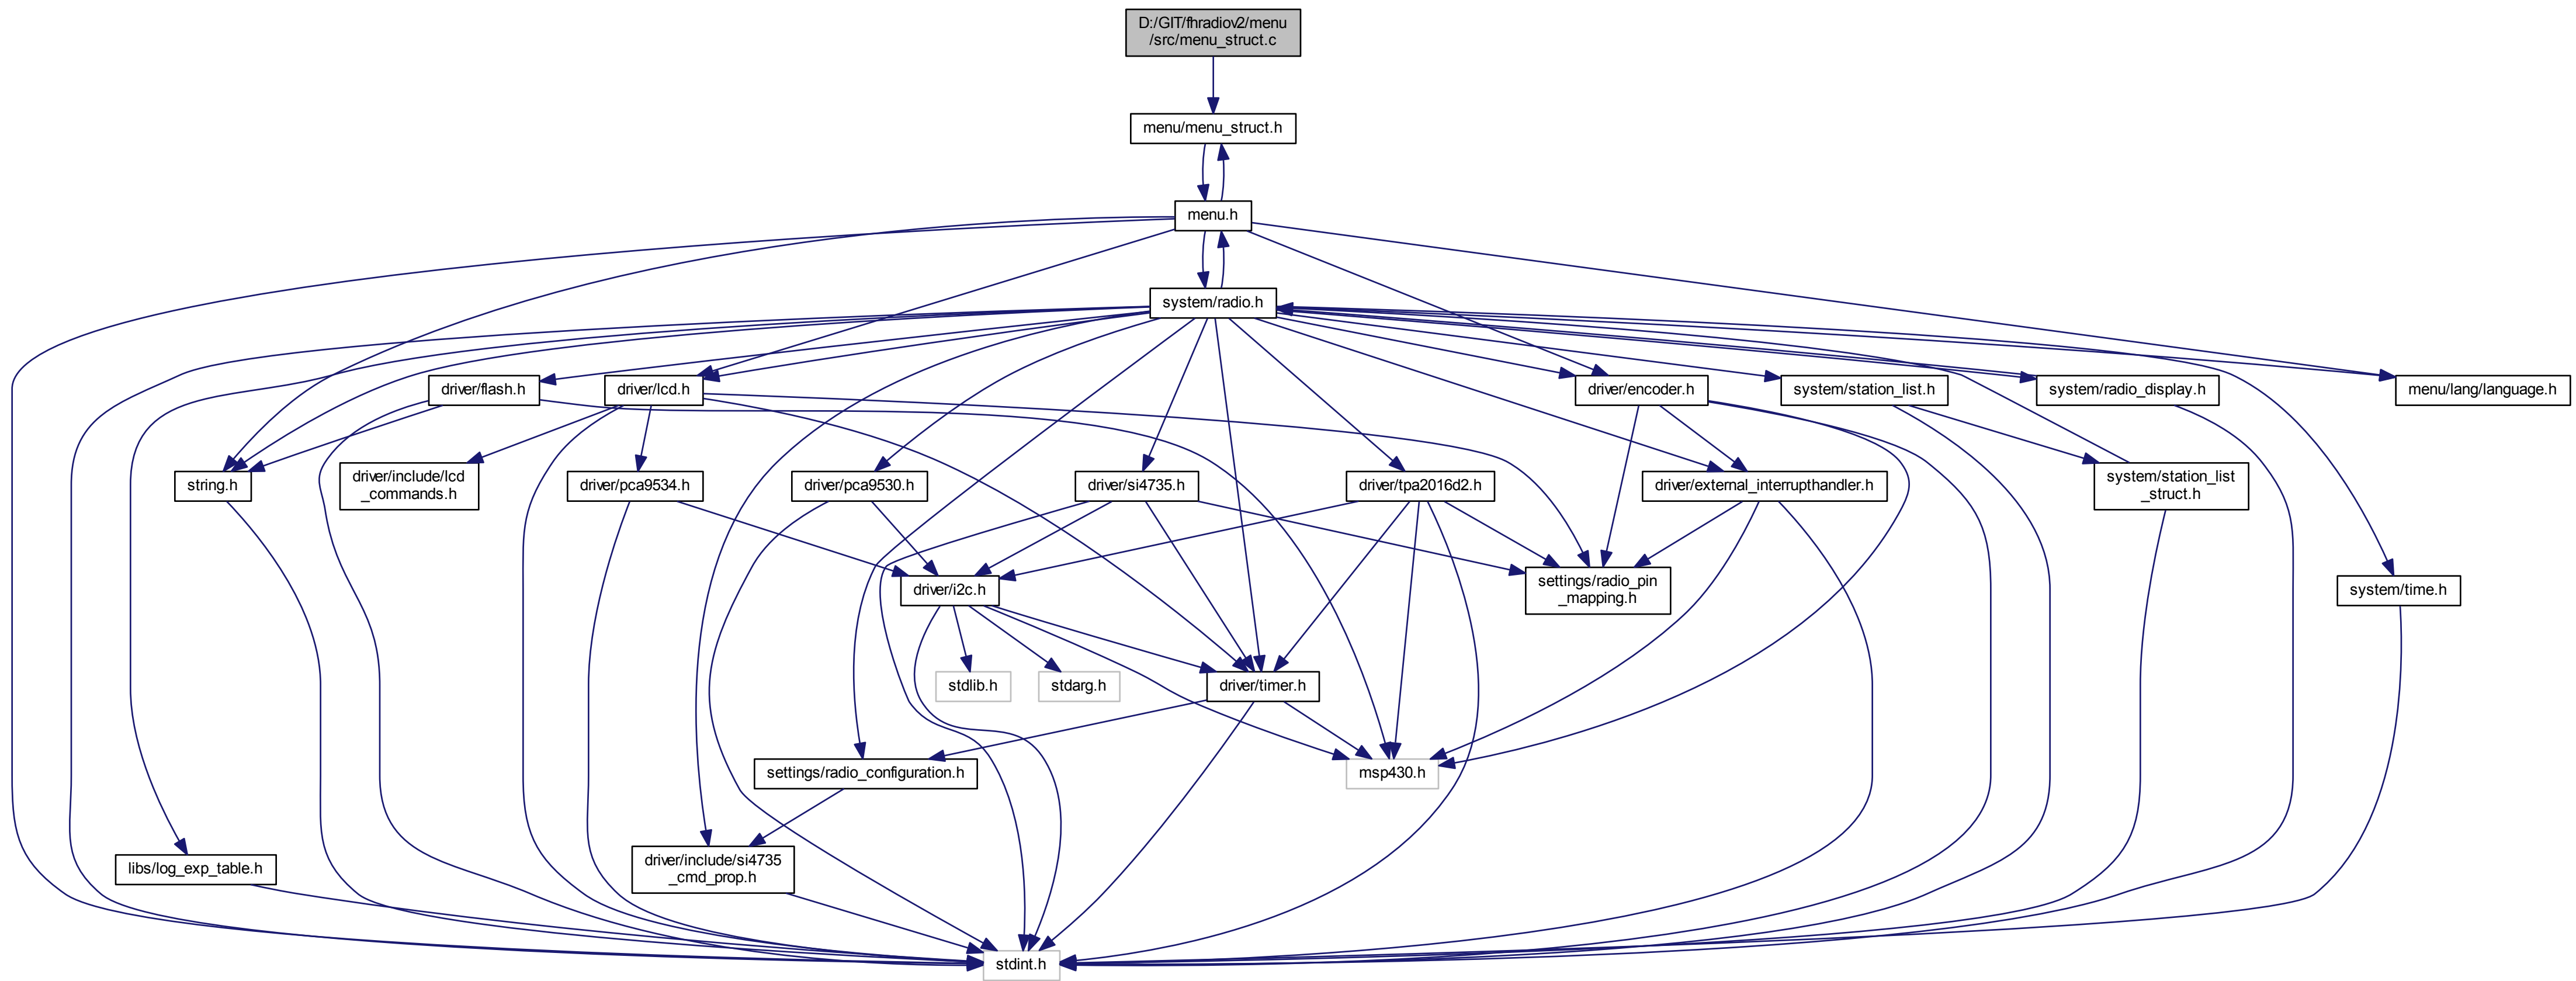 D:/GIT/fhradiov2/menu
/src/menu_struct.c
menu/menu_struct.h
menu.h
system/radio.h
driver/flash.h
driver/lcd.h
driver/encoder.h
system/station_list.h
system/radio_display.h
menu/lang/language.h
string.h
driver/include/lcd
_commands.h
driver/pca9534.h
driver/pca9530.h
driver/si4735.h
driver/tpa2016d2.h
driver/external_interrupthandler.h
system/station_list
_struct.h
driver/i2c.h
settings/radio_pin
_mapping.h
system/time.h
stdlib.h
stdarg.h
driver/timer.h
settings/radio_configuration.h
msp430.h
libs/log_exp_table.h
driver/include/si4735
_cmd_prop.h
stdint.h